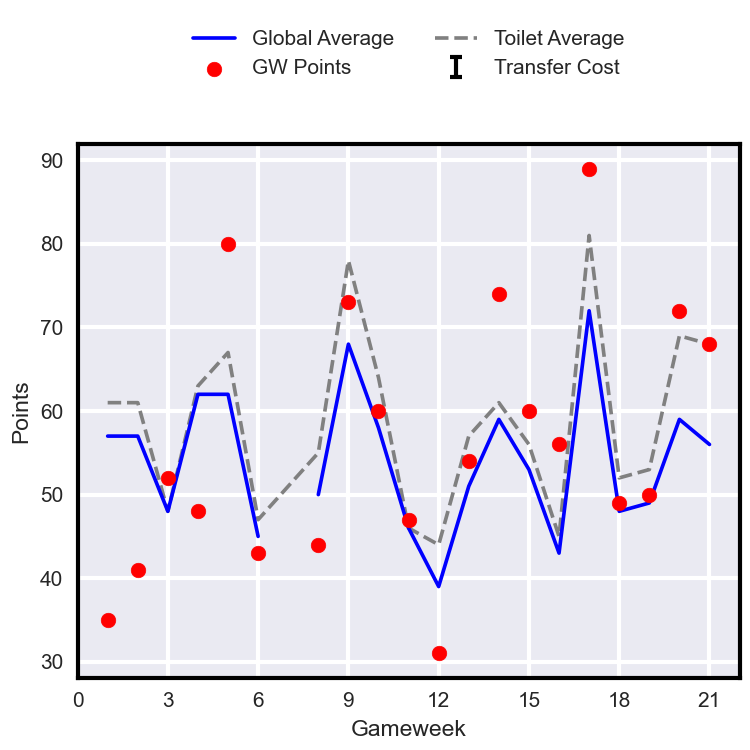 Global Average
Toilet Average
GW Points
Transfer Cost
90
80
70
60
50
40
30
Points
0 3 6 9 12 15 18 21
Gameweek